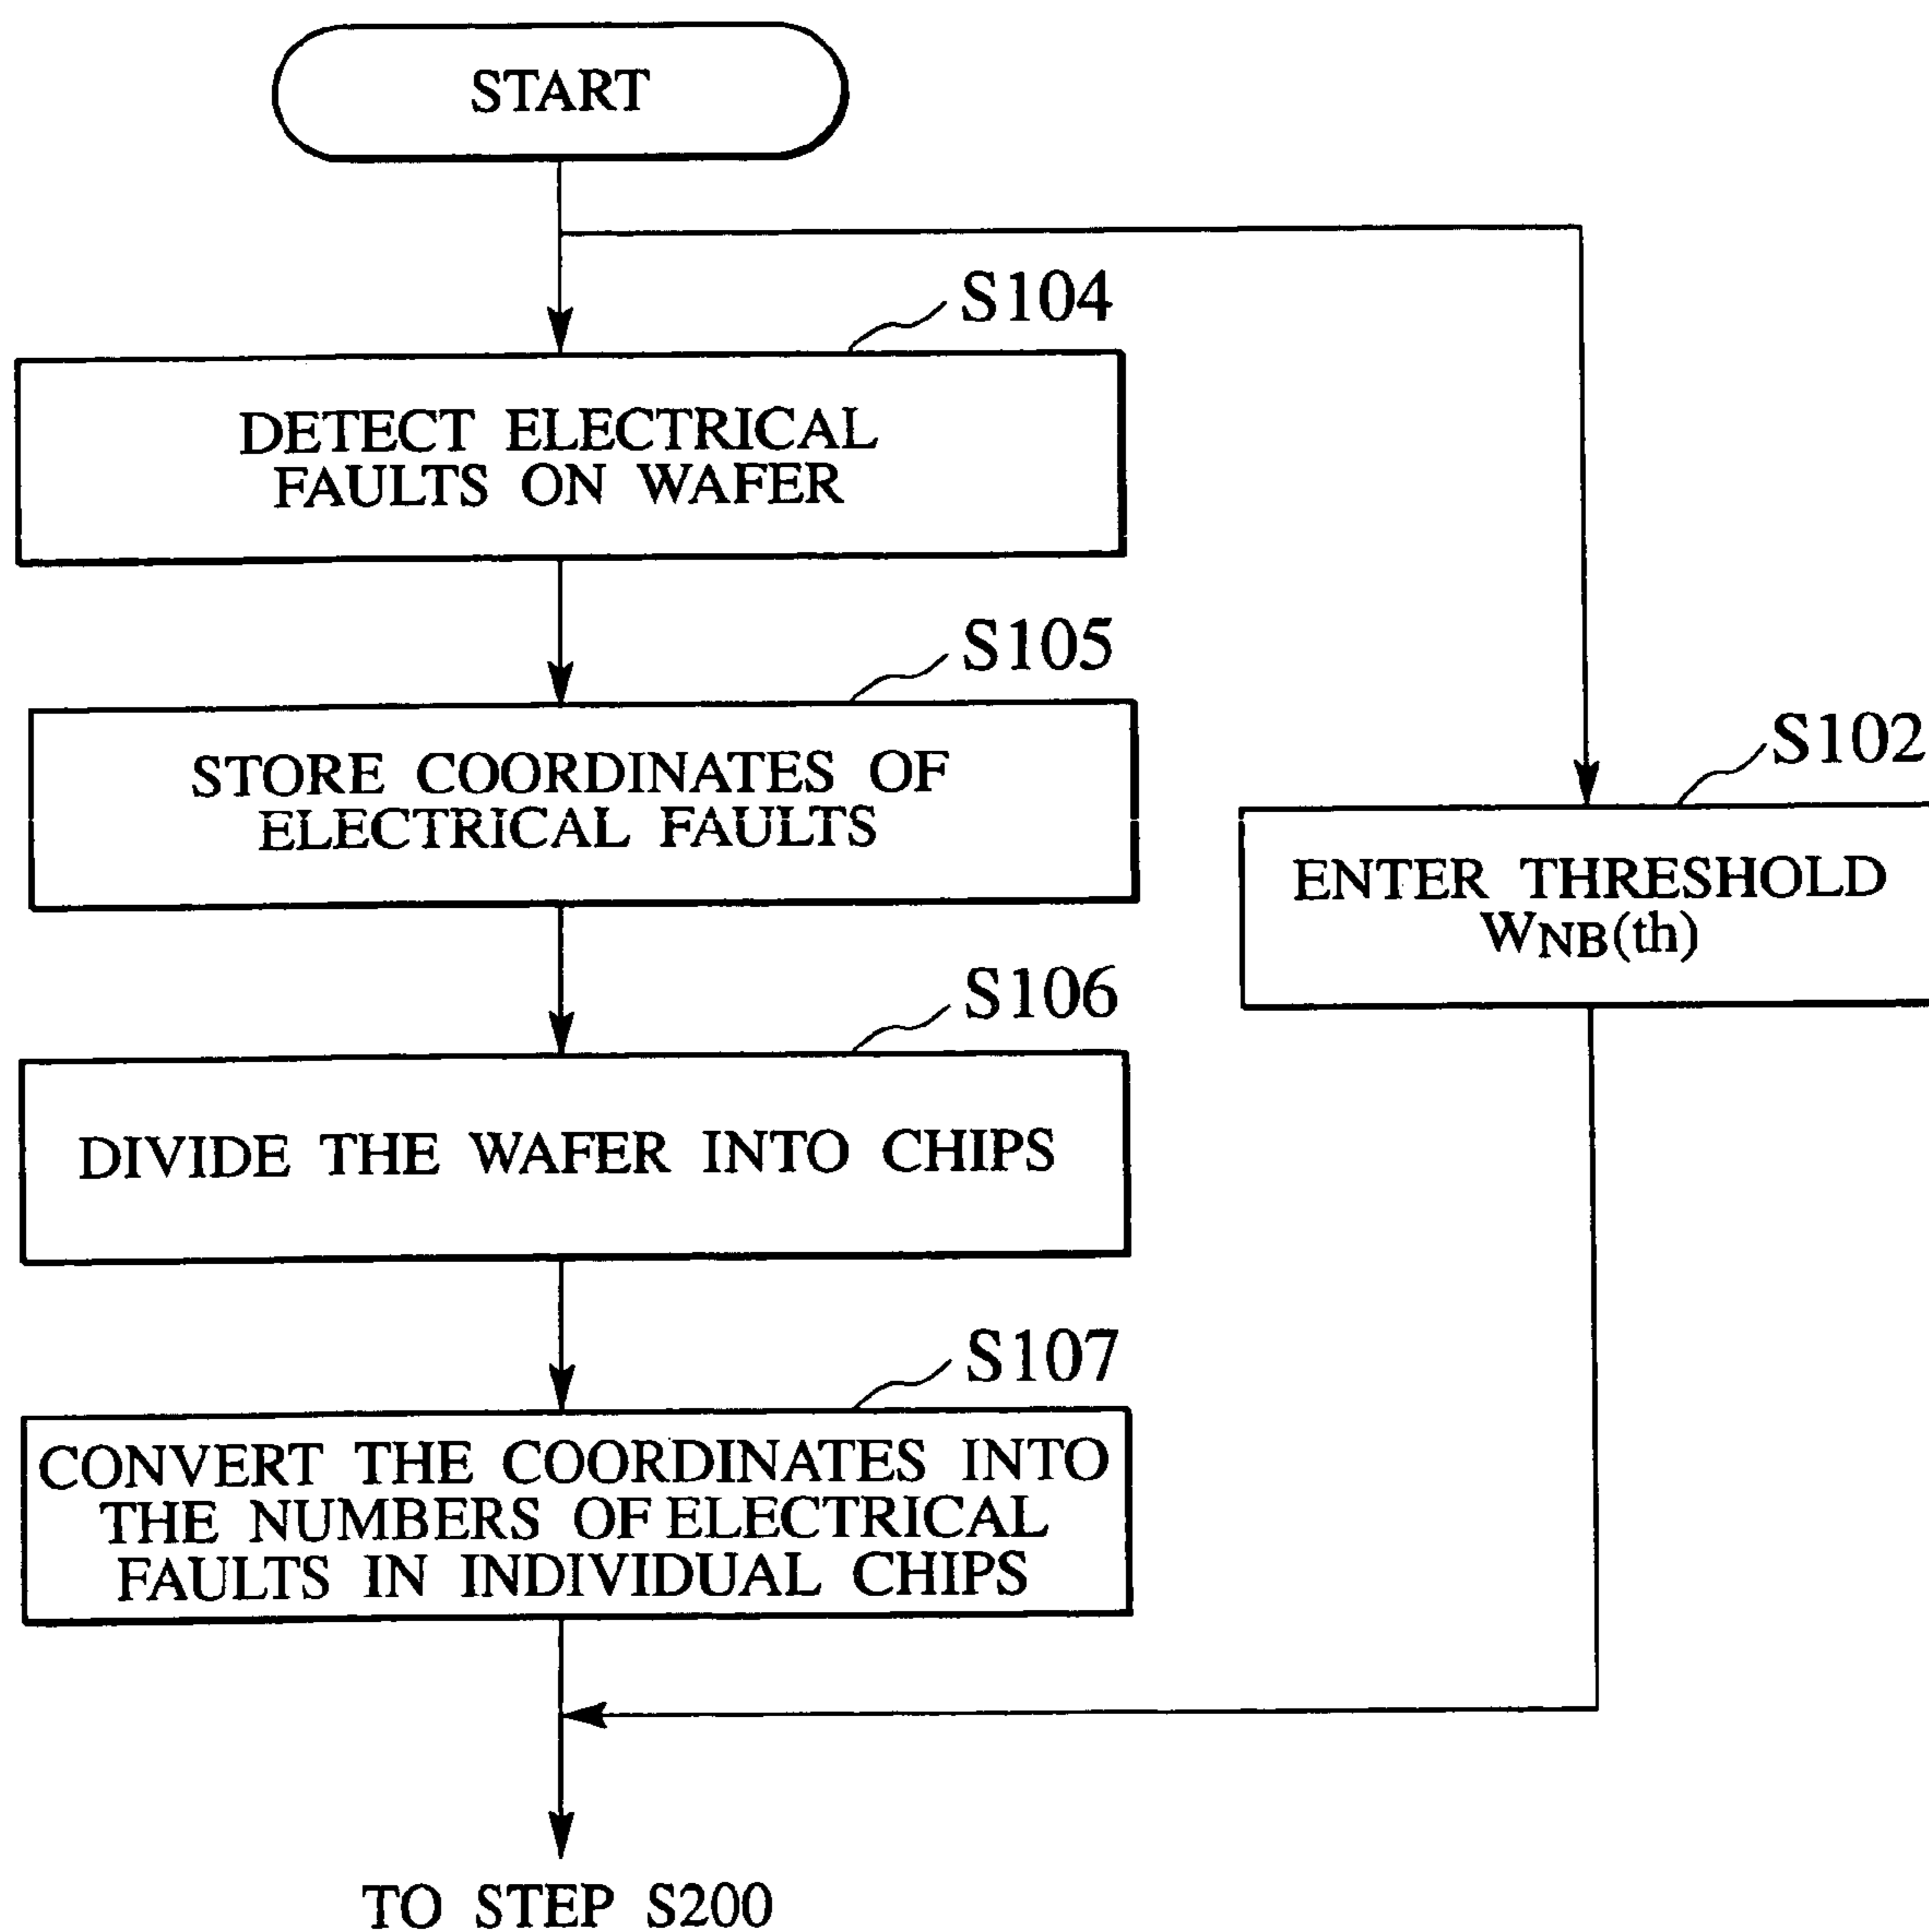 START
S104
DETECT ELECTRICAL
FAULTS ON WAFER
S105
STORE COORDINATES OF
ELECTRICAL FAULTS
S102
ENTER THRESHOLD
WNB(th)
S106
DIVIDE THE WAFER INTO CHIPS
S107
CONVERT THE COORDINATES INTO
THE NUMBERS OF ELECTRICAL
FAULTS IN INDIVIDUAL CHIPS
TO STEP S200